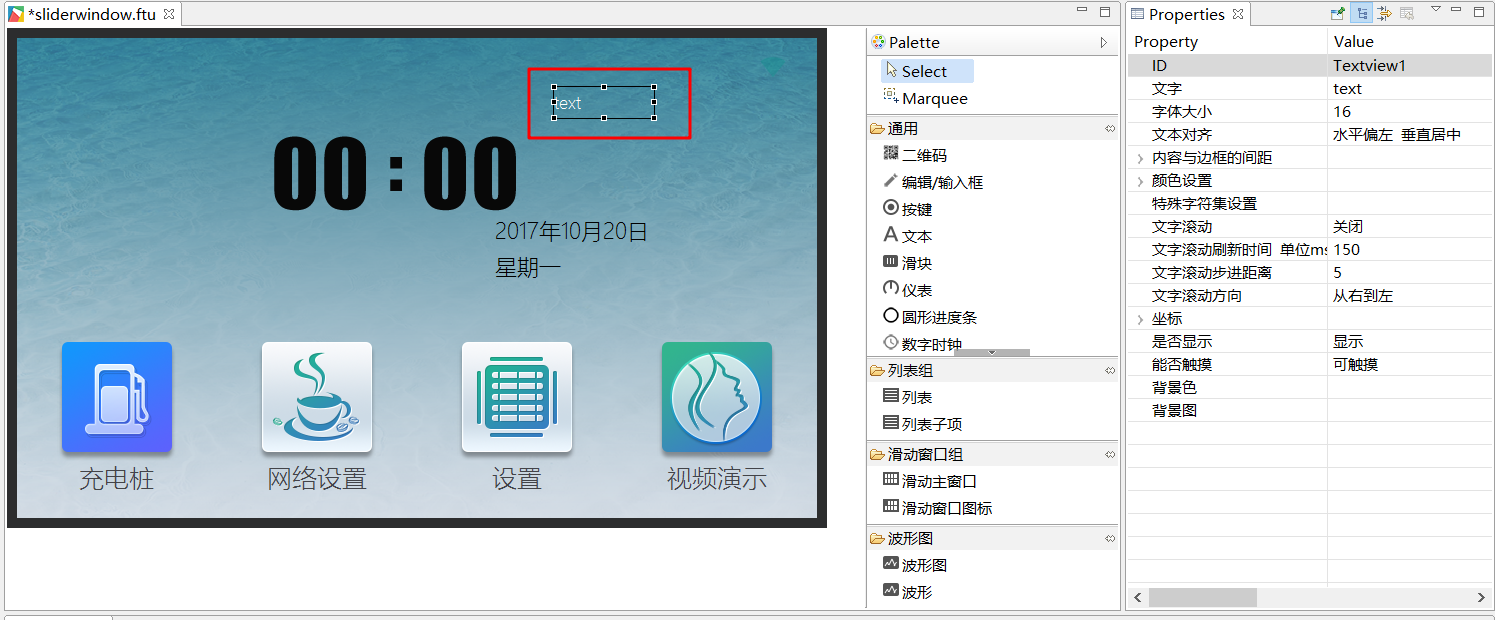 *sliderwindow.ftu
text
00:00
2017年10月20日
星期一
充电桩
网络设置
设置
视频演示
Palette
Select
Marquee
通用
二维码
编辑/输入框
按键
文本
滑块
仪表
圆形进度条
数字时钟
列表组
列表
列表子项
滑动窗口组
滑动主窗口
滑动窗口图标
波形图
波形图
波形
Properties
Property Value
ID Textview1
文字 text
字体大小 16
文本对齐 水平偏左 垂直居中
内容与边框的间距
颜色设置
特殊字符集设置
文字滚动 关闭
文字滚动刷新时间 单位ms 150
文字滚动步进距离 5
文字滚动方向 从右到左
坐标
是否显示 显示
能否触摸 可触摸
背景色
背景图